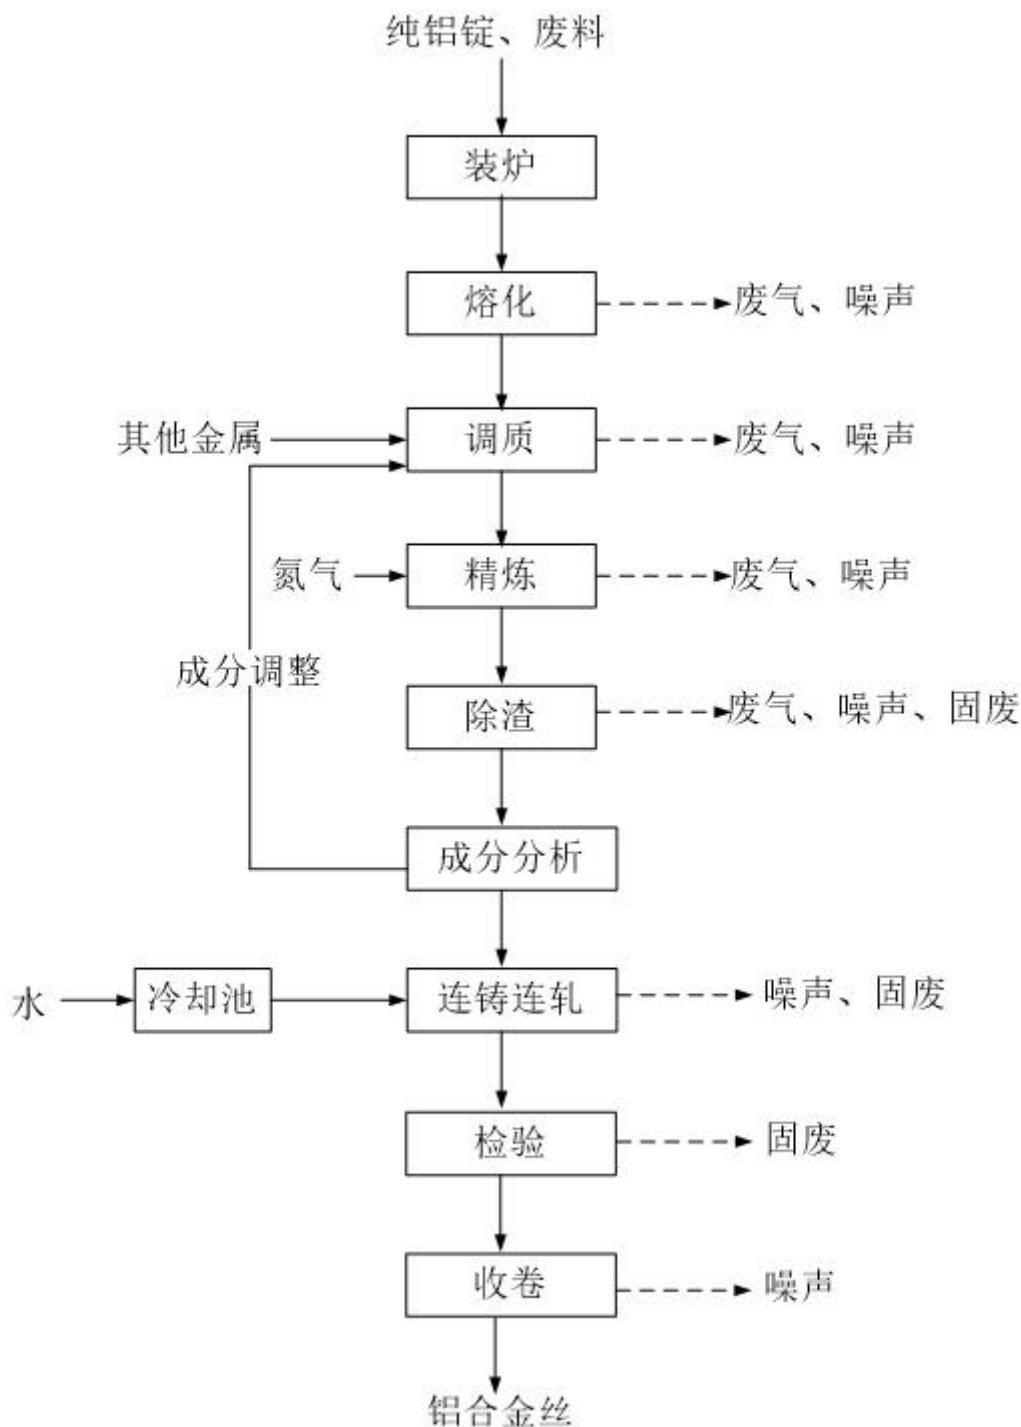 纯铝锭、废料
装炉
熔化
废气、噪声
其他金属
调质
废气、噪声
氮气
精炼
废气、噪声
成分调整
除渣
废气、噪声、固废
成分分析
水
冷却池
连铸连轧
噪声、固废
检验
固废
收卷
噪声
铝合金丝